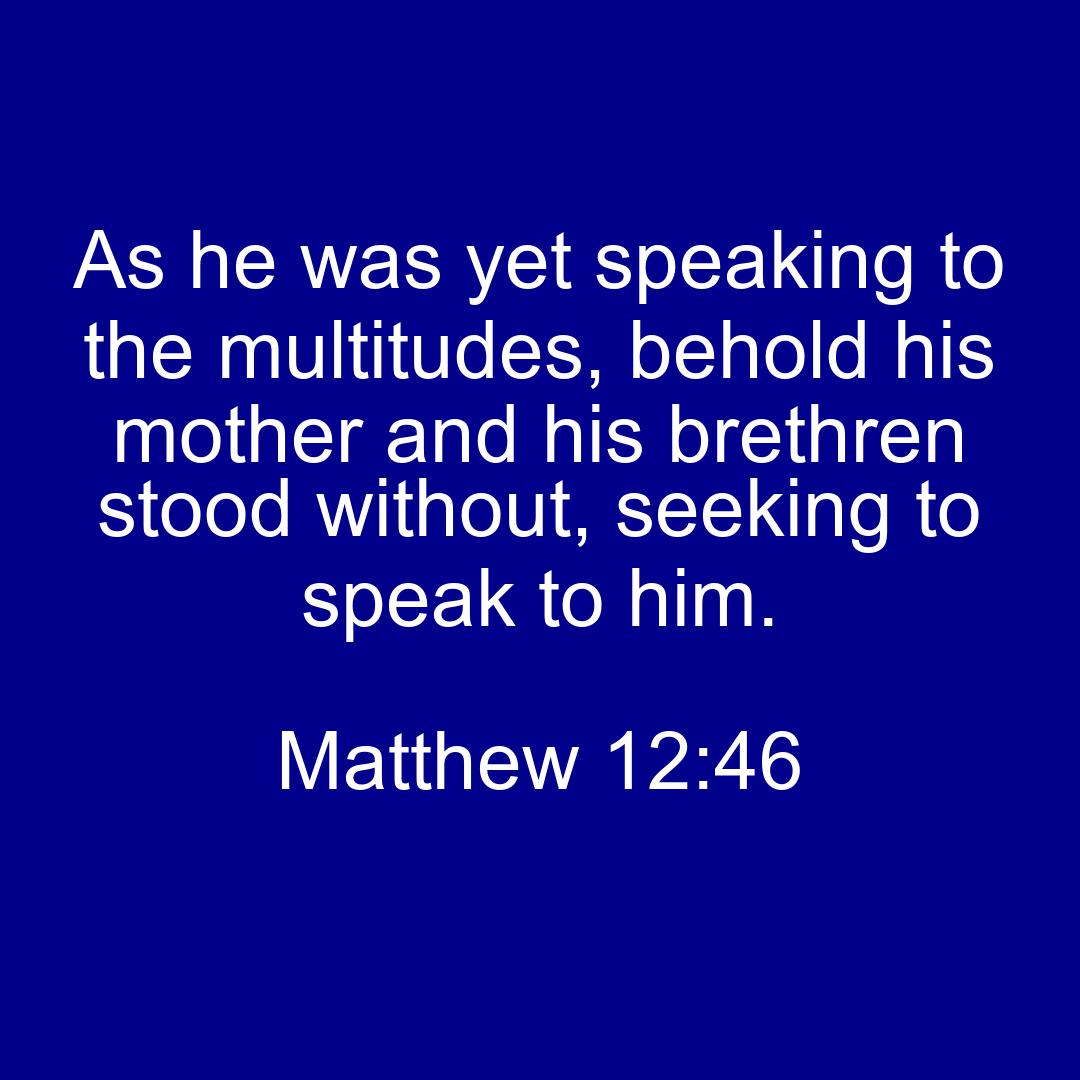 As he was yet speaking to
the multitudes, behold his
mother and his brethren
stood without, seeking to
speak to him.
Matthew 12:46